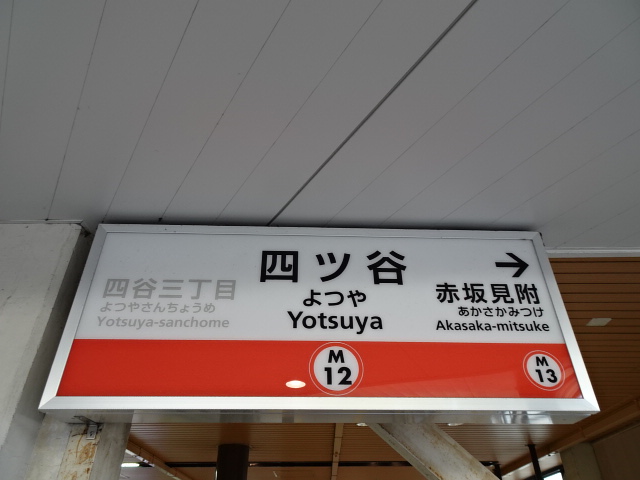 四谷三丁目
よつやさんちょうめ
Yotsuya-sanchome
四ツ谷
よつや
Yotsuya
M
12
→
赤坂見附
あかさかみつけ
Akasaka-mitsuke
M
13